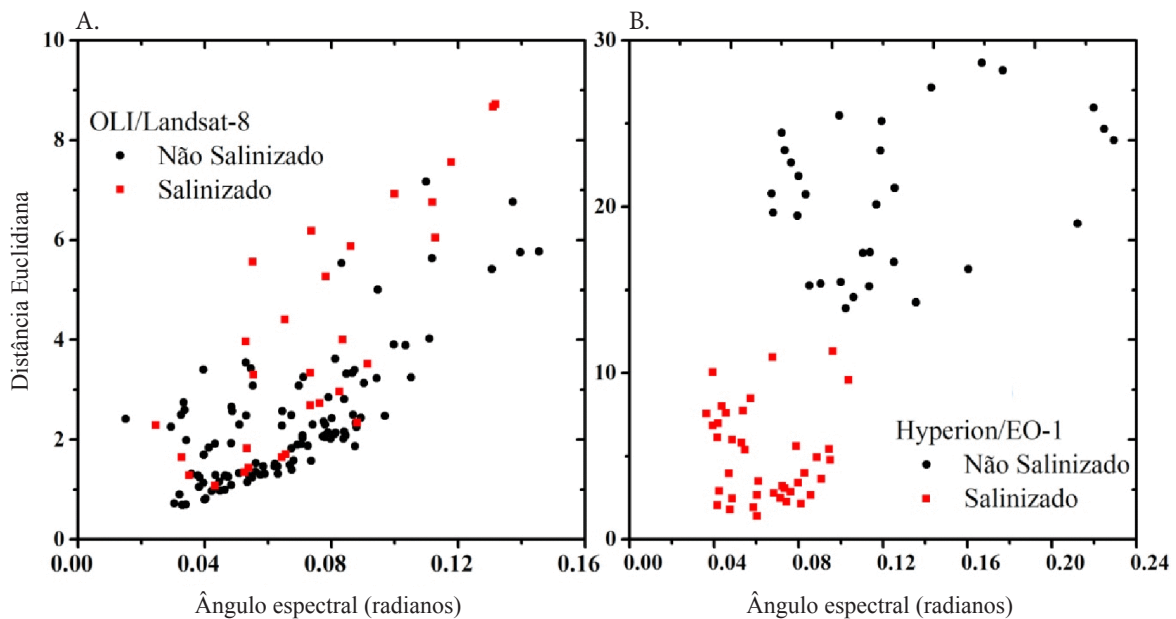 A.
10
8
6
4
2
0
0.00 0.04 0.08 0.12 0.16
OLI/Landsat-8
Não Salinizado
Salinizado
Distância Euclidiana
Ângulo espectral (radianos)
B.
30
20
10
0
0.00 0.04 0.08 0.12 0.16 0.20 0.24
Hyperion/EO-1
Não Salinizado
Salinizado
Ângulo espectral (radianos)